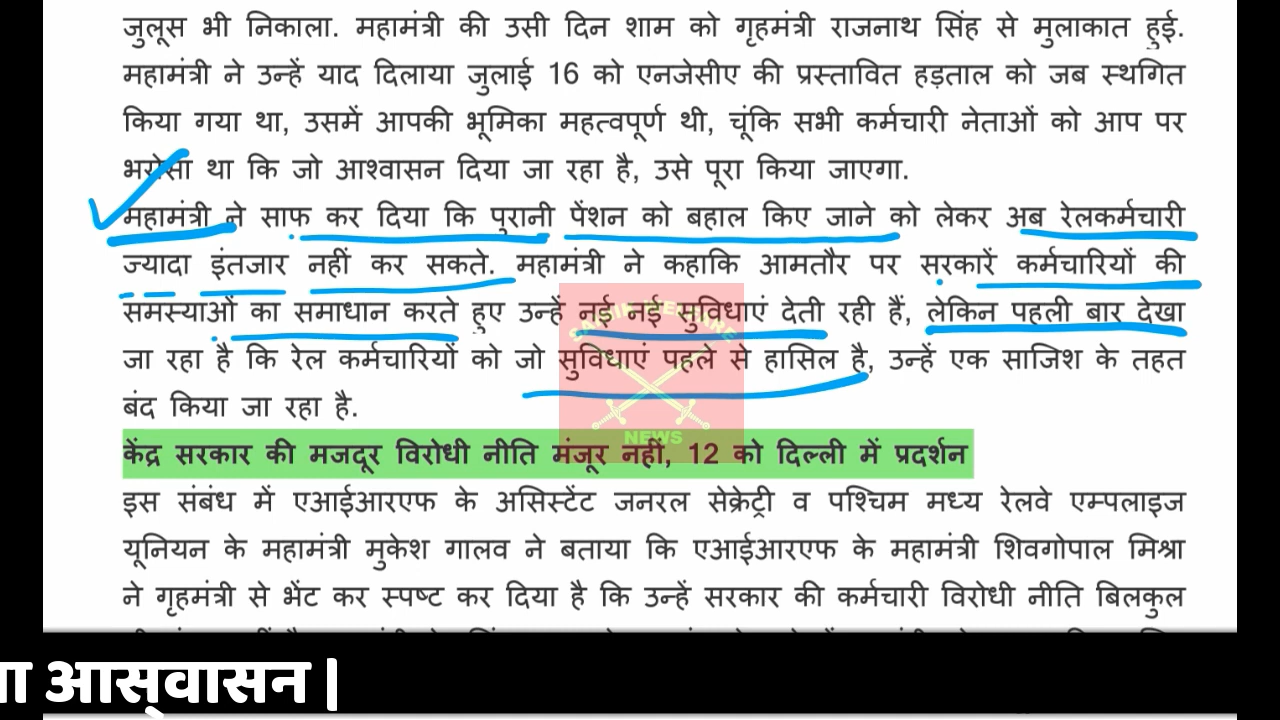 जुलूस भी निकाला. महामंत्री की उसी दिन शाम को गृहमंत्री राजनाथ सिंह से मुलाकात हुई.
महामंत्री ने उन्हें याद दिलाया जुलाई 16 को एनजेसीए की प्रस्तावित हड़ताल को जब स्थगित
किया गया था, उसमें आपकी भूमिका महत्वपूर्ण थी, चूंकि सभी कर्मचारी नेताओं को आप पर
भरोसा था कि जो आश्वासन दिया जा रहा है, उसे पूरा किया जाएगा.
महामंत्री ने साफ कर दिया कि पुरानी पेंशन को बहाल किए जाने को लेकर अब रेलकर्मचारी
ज्यादा इंतजार नहीं कर सकते. महामंत्री ने कहाकि आमतौर पर सरकारें कर्मचारियों की
समस्याओं का समाधान करते हुए उन्हें नई नई सुविधाएं देती रही हैं, लेकिन पहली बार देखा
जा रहा है कि रेल कर्मचारियों को जो सुविधाएं पहले से हासिल है, उन्हें एक साजिश के तहत
बंद किया जा रहा है.
केंद्र सरकार की मजदूर विरोधी नीति मंजूर नहीं, 12 को दिल्ली में प्रदर्शन
इस संबंध में एआईआरएफ के असिस्टेंट जनरल सेक्रेट्री व पश्चिम मध्य रेलवे एम्पलाइज
यूनियन के महामंत्री मुकेश गालव ने बताया कि एआईआरएफ के महामंत्री शिवगोपाल मिश्रा
ने गृहमंत्री से भेंट कर स्पष्ट कर दिया है कि उन्हें सरकार की कर्मचारी विरोधी नीति बिलकुल
आस्वासन |
WELFARE
NEWS